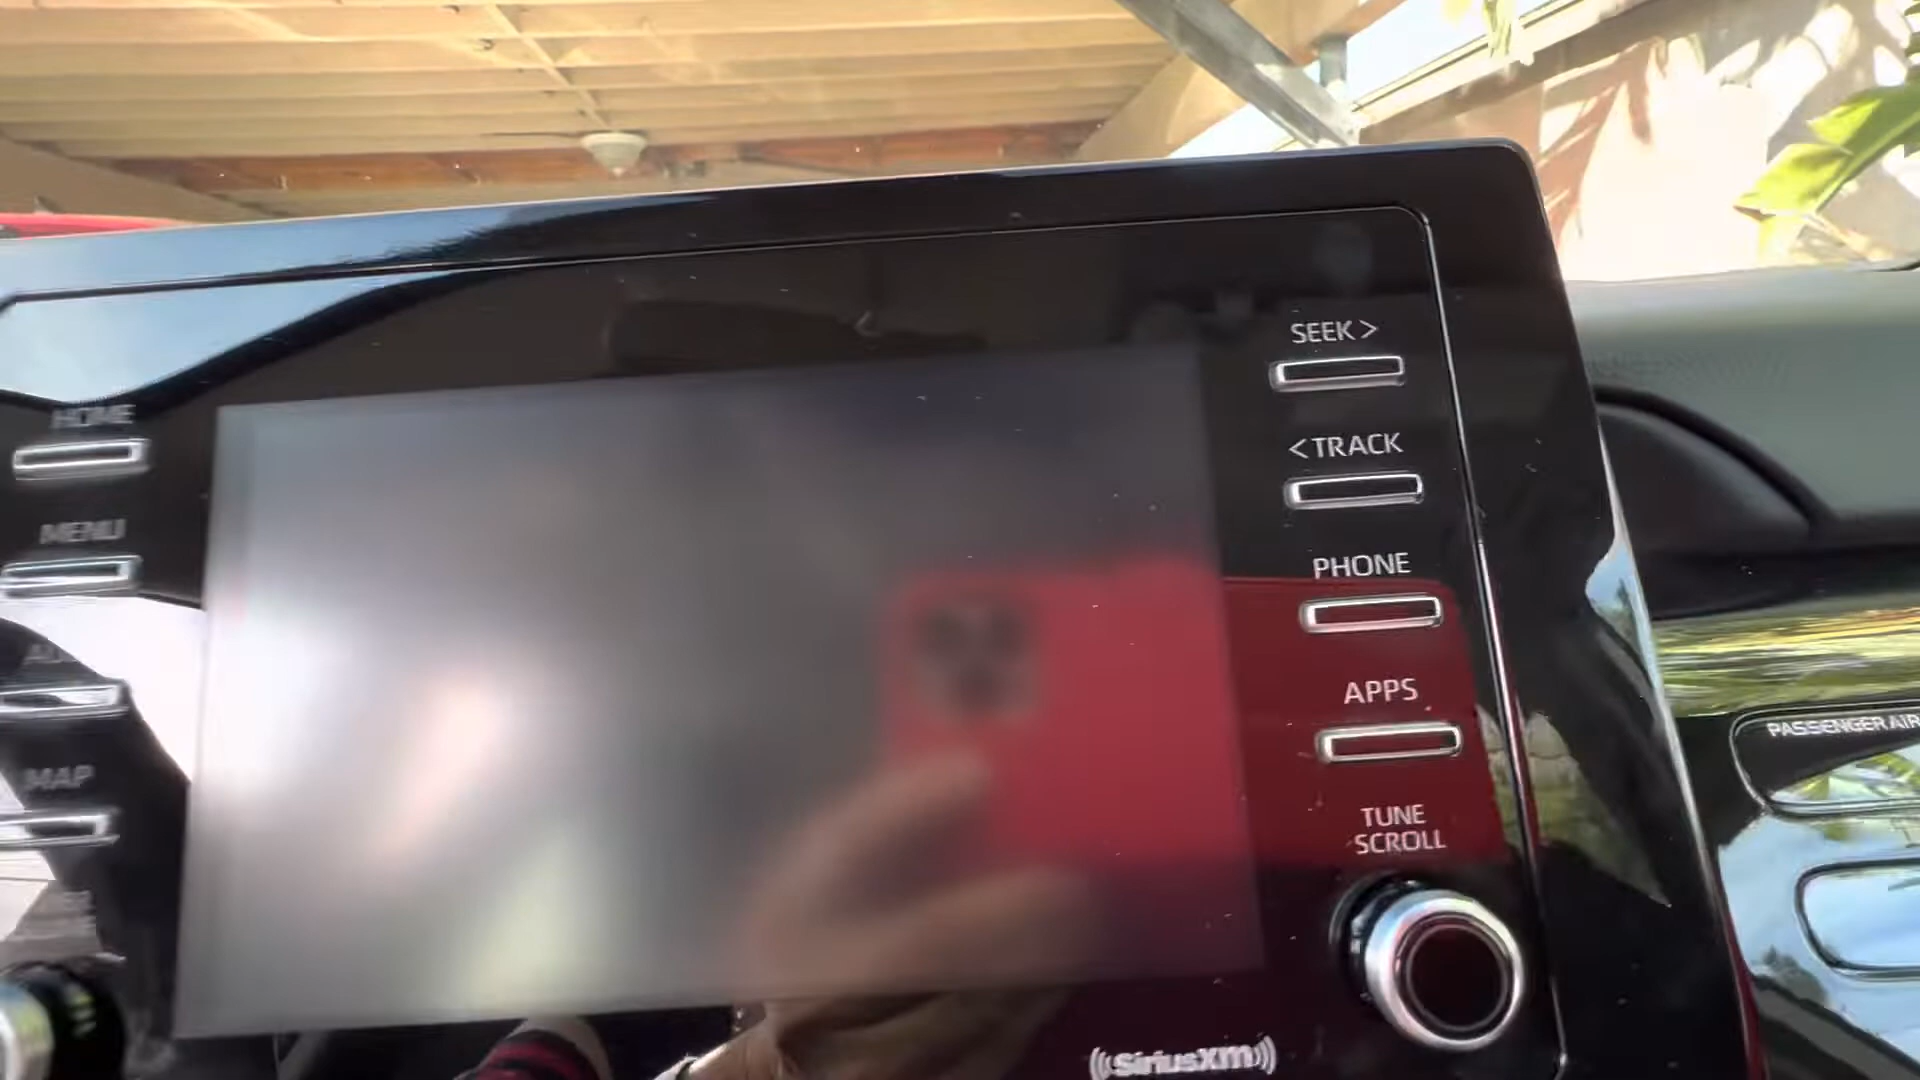 HOME
MENU
MAP
SEEK >
< TRACK
PHONE
APPS
TUNE
SCROLL
PASSENGER AIR
((SiriusXM))